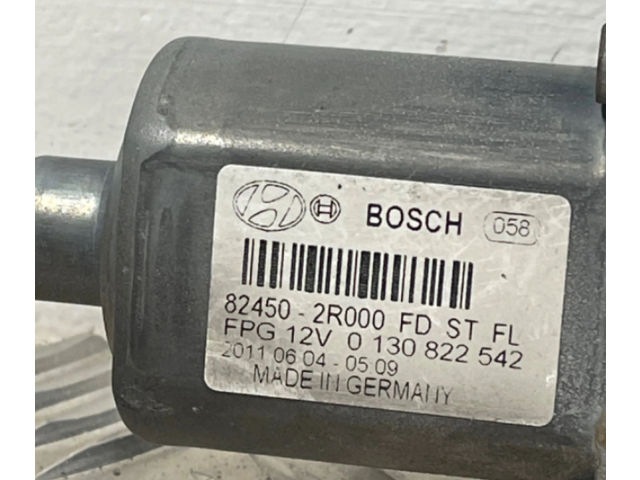 BOSCH 058
82450 - 2R000 FD ST FL
FPG 12V 0 130 822 542
2011 06 04 - 05:09
MADE IN GERMANY